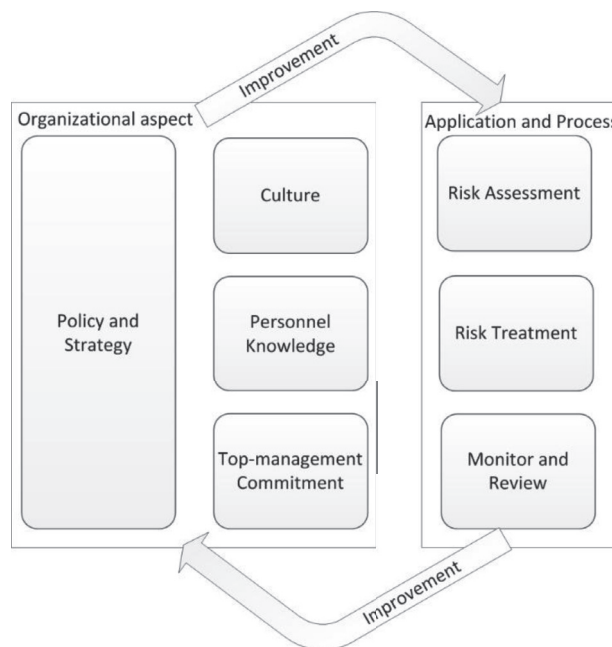 Improvement
Organizational aspect
Policy and
Strategy
Culture
Personnel
Knowledge
Top-management
Commitment
Application and Process
Risk Assessment
Risk Treatment
Monitor and
Review
Improvement